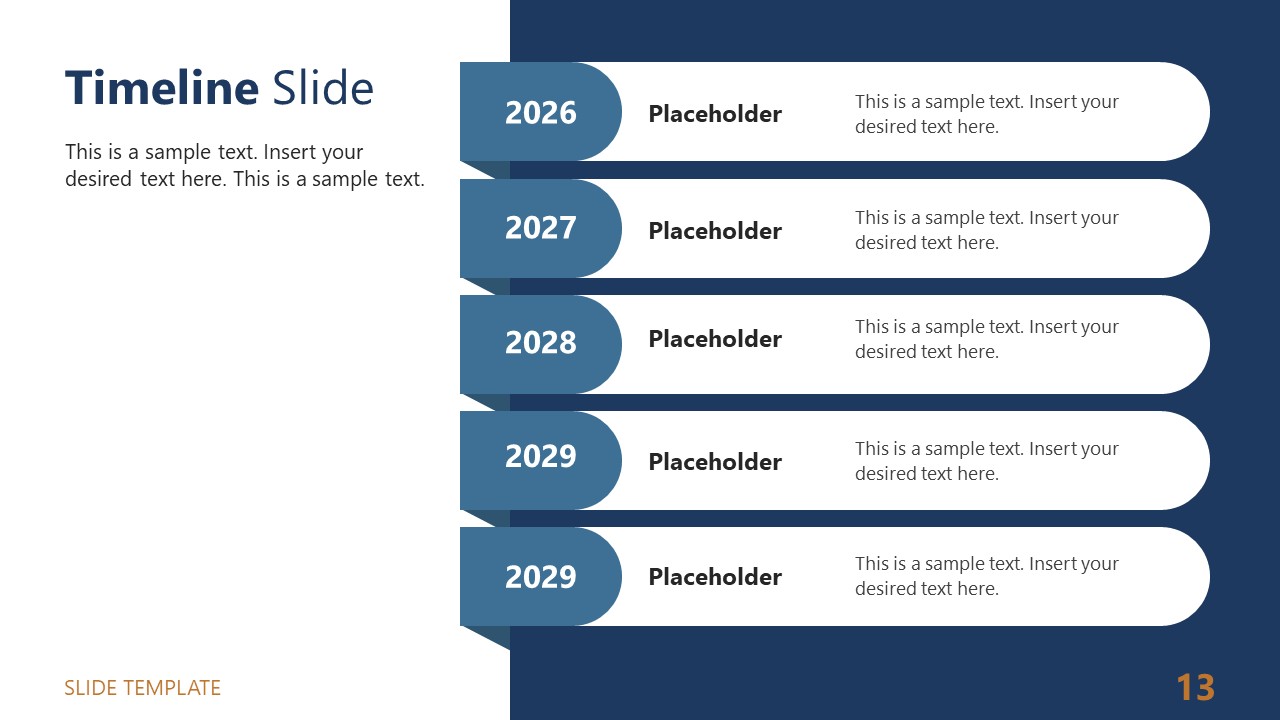 Timeline Slide
This is a sample text. Insert your
desired text here. This is a sample text.
2026
Placeholder
This is a sample text. Insert your
desired text here.
2027
Placeholder
This is a sample text. Insert your
desired text here.
2028
Placeholder
This is a sample text. Insert your
desired text here.
2029
Placeholder
This is a sample text. Insert your
desired text here.
2029
Placeholder
This is a sample text. Insert your
desired text here.
SLIDE TEMPLATE
13